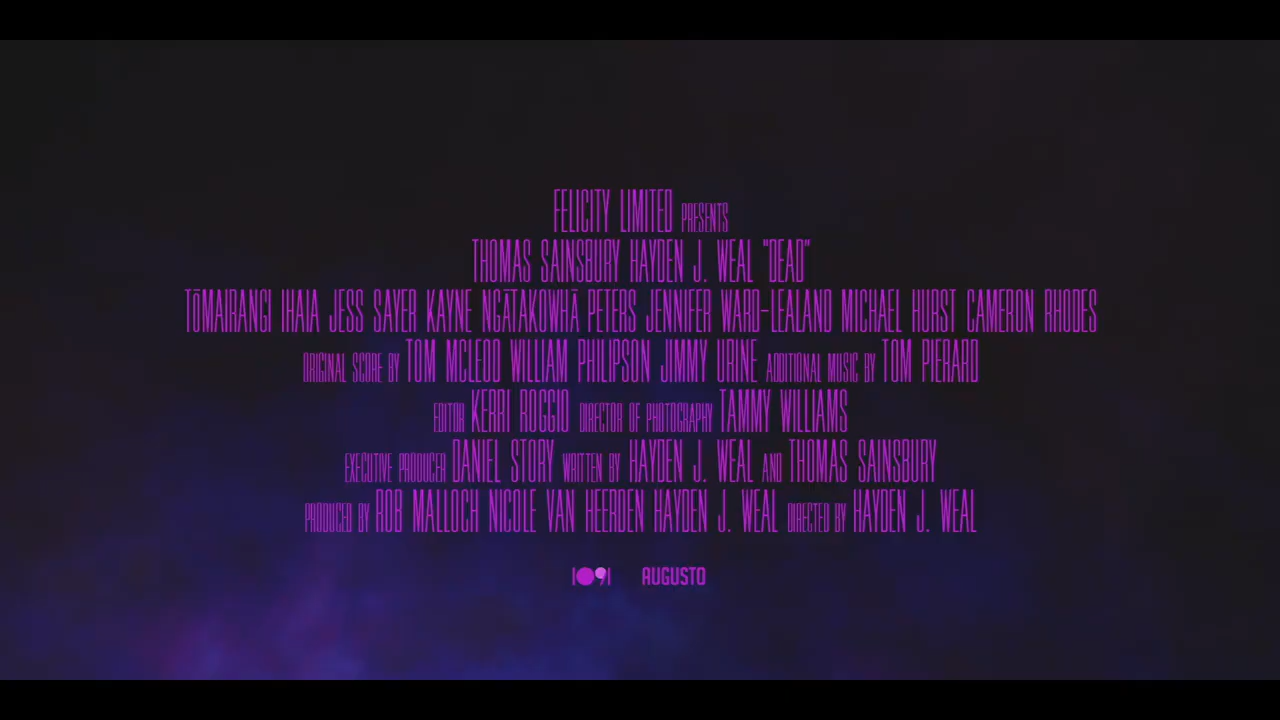 FELICITY LIMITED PRESENTS
THOMAS SAINSBURY HAYDEN J. WEAL "DEAD"
TŌMAIRANGI IHAIA JESS SAYER KAYNE NGĀTAKOWHĀ PETERS JENNIFER WARD-LEALAND MICHAEL HURST CAMERON RHODES
ORIGINAL SCORE BY TOM MCLEOD WILLIAM PHILIPSON JIMMY URINE ADDITIONAL MUSIC BY TOM PIERARD
EDITOR KERRI ROGGIO DIRECTOR OF PHOTOGRAPHY TAMMY WILLIAMS
EXECUTIVE PRODUCER DANIEL STORY WRITTEN BY HAYDEN J. WEAL AND THOMAS SAINSBURY
PRODUCED BY ROB MALLOCH NICOLE VAN HEERDEN HAYDEN J. WEAL DIRECTED BY HAYDEN J. WEAL
1091 AUGUSTO